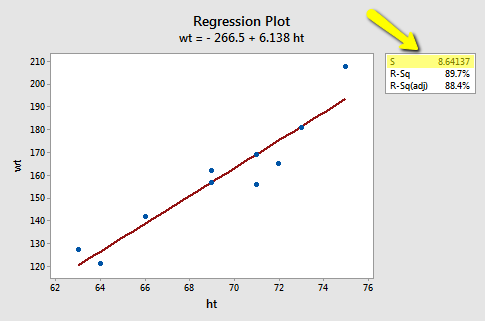 Regression Plot
wt = - 266.5 + 6.138 ht
S 8.64137
R-Sq 89.7%
R-Sq(adj) 88.4%
210
200
190
180
170
160
150
140
130
120
wt
62 64 66 68 70 72 74 76
ht